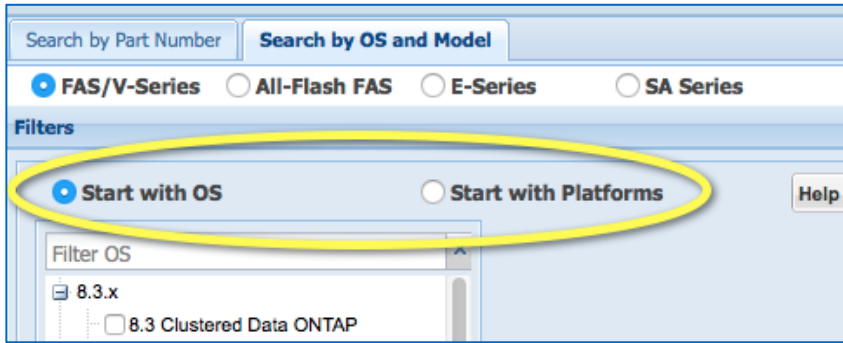 Search by Part Number Search by OS and Model
FAS/V-Series All-Flash FAS E-Series SA Series
Filters
Start with OS Start with Platforms Help
Filter OS
8.3.x
8.3 Clustered Data ONTAP